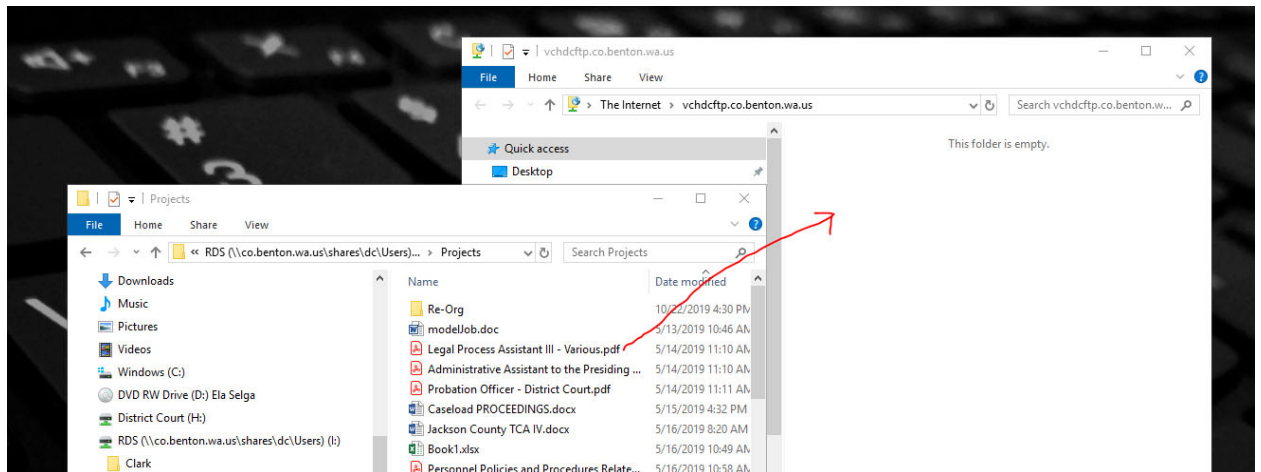 vchdcftp.co.benton.wa.us
File Home Share View
The Internet > vchdcftp.co.benton.wa.us
Search vchdcftp.co.benton.w...
Quick access
This folder is empty.
Desktop
Projects
File Home Share View
« RDS (\\co.benton.wa.us\shares\dc\Users)... > Projects
Search Projects
Downloads
Music
Pictures
Videos
Windows (C:)
DVD RW Drive (D:) Ela Selga
District Court (H:)
RDS (\\co.benton.wa.us\shares\dc\Users) (I:)
Clark
Name Date modified
Re-Org 10/22/2019 4:30 PM
modelJob.doc 5/13/2019 10:46 AM
Legal Process Assistant III - Various.pdf 5/14/2019 11:10 AM
Administrative Assistant to the Presiding ... 5/14/2019 11:10 AM
Probation Officer - District Court.pdf 5/14/2019 11:11 AM
Caseload PROCEEDINGS.docx 5/15/2019 4:32 PM
Jackson County TCA IV.docx 5/16/2019 8:20 AM
Book1.xlsx 5/16/2019 10:49 AM
Personnel Policies and Procedures Relate... 5/16/2019 10:58 AM